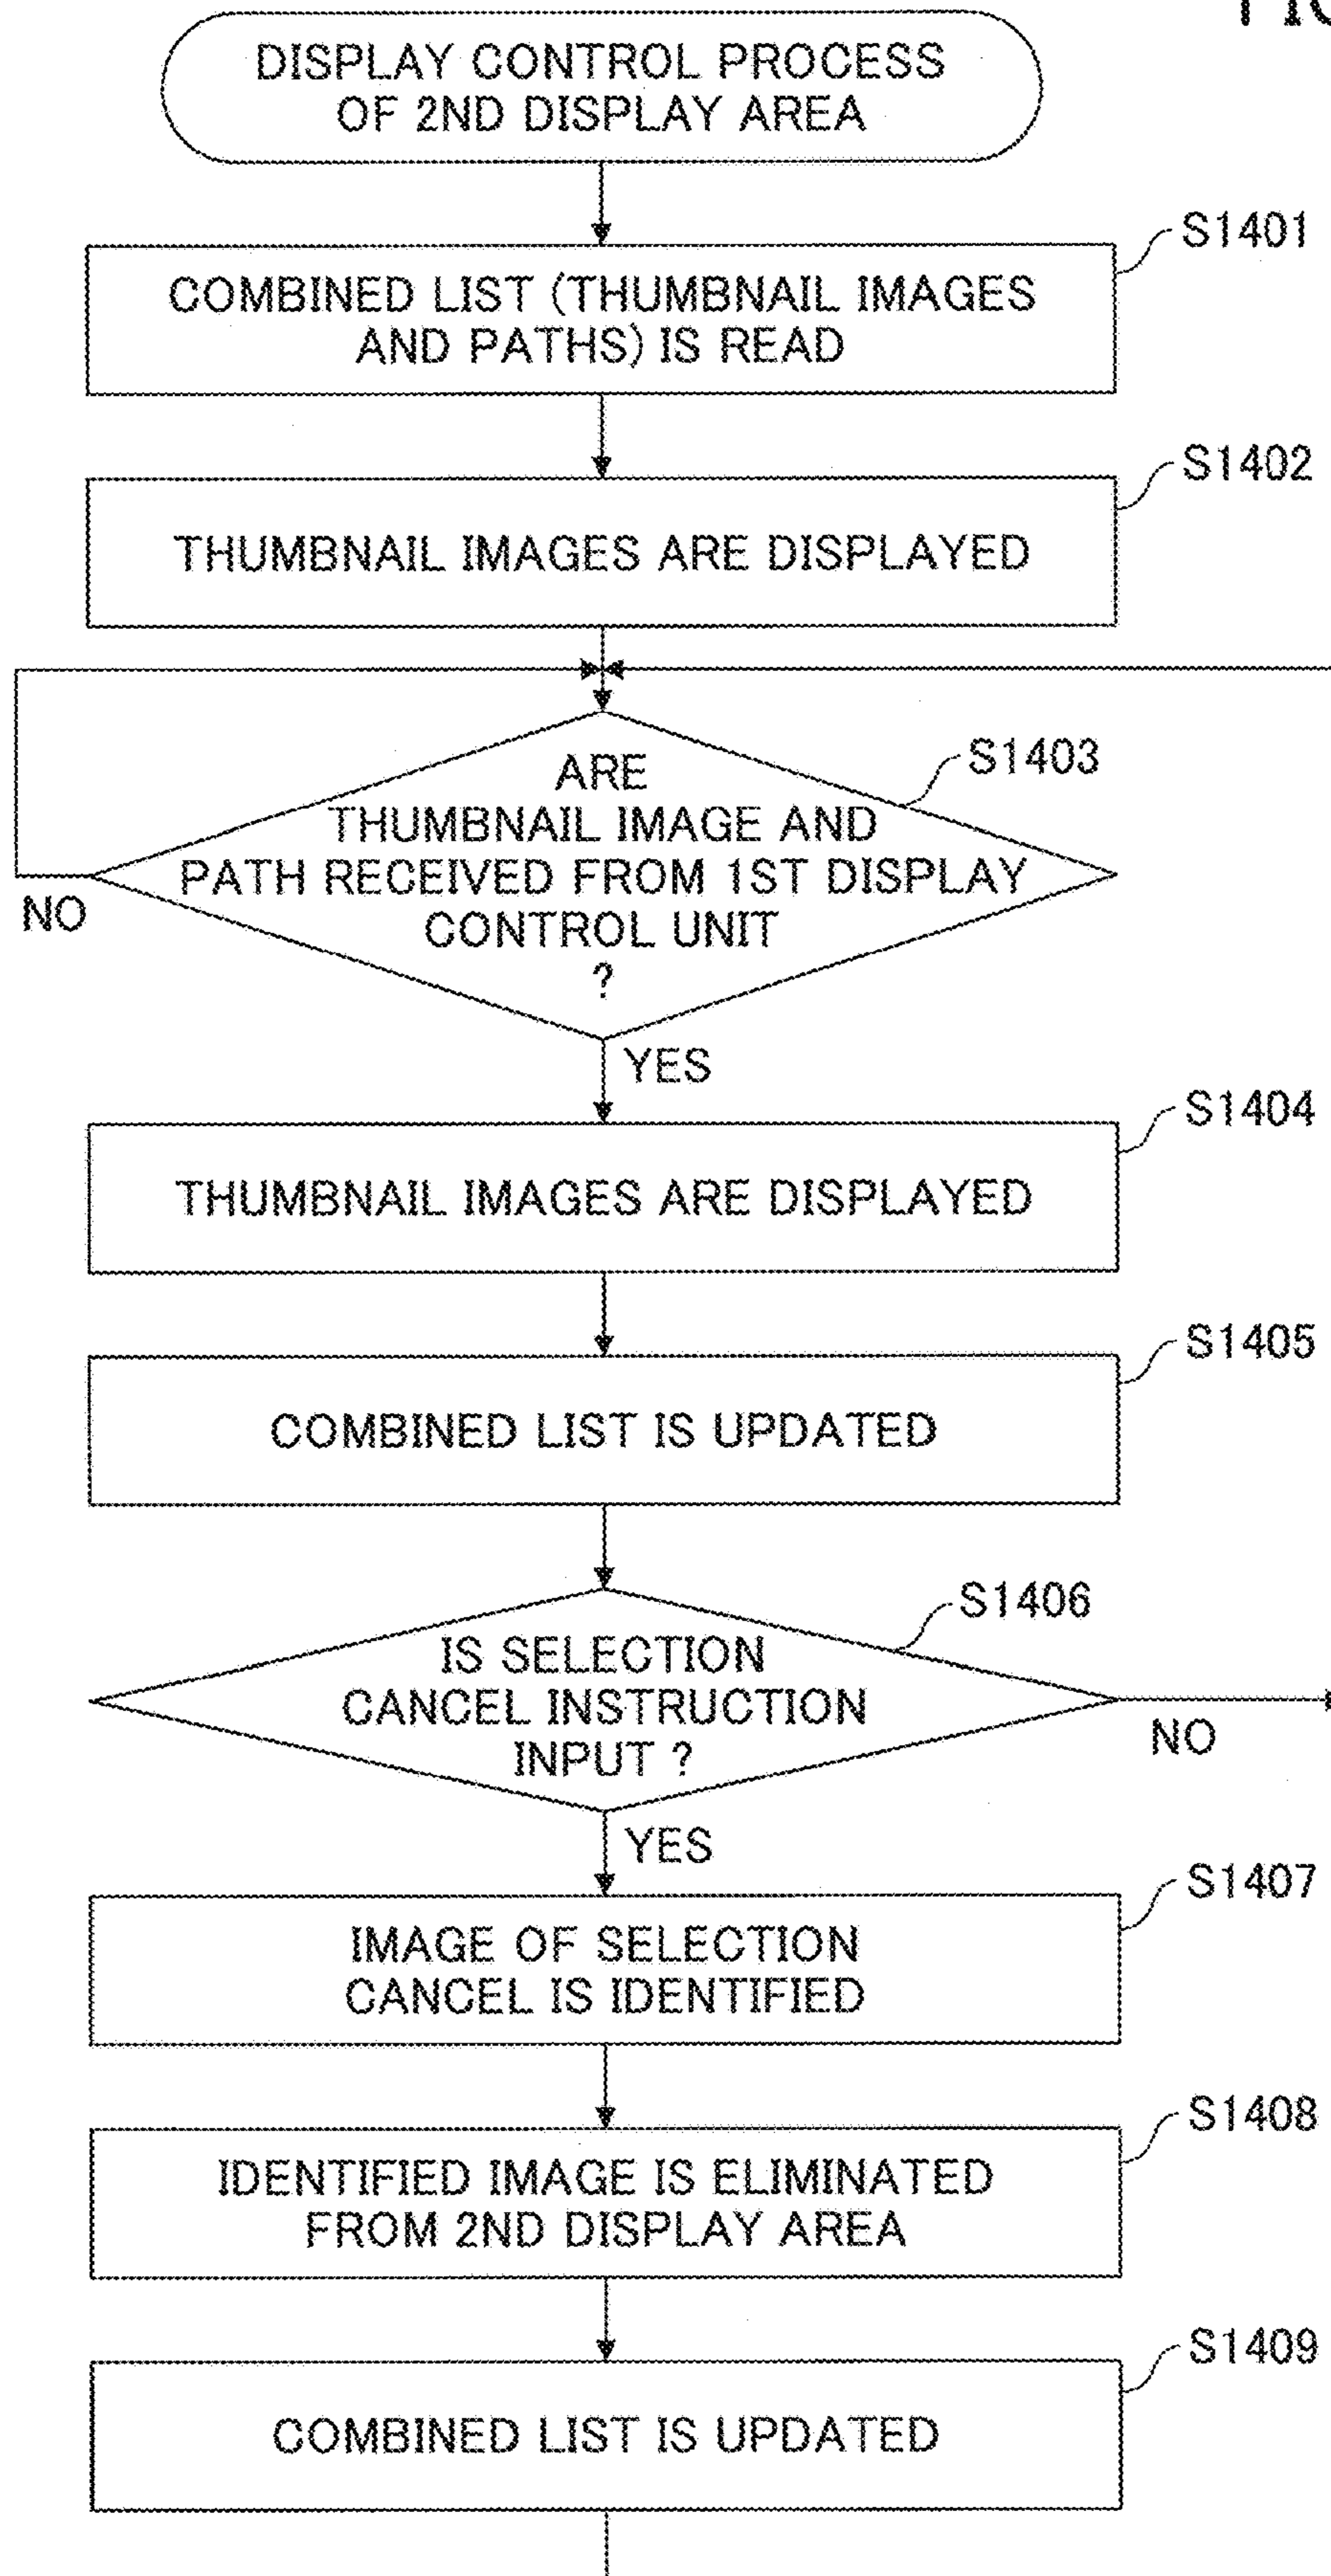 DISPLAY CONTROL PROCESS
OF 2ND DISPLAY AREA
S1401
COMBINED LIST (THUMBNAIL IMAGES
AND PATHS) IS READ
S1402
THUMBNAIL IMAGES ARE DISPLAYED
S1403
ARE
THUMBNAIL IMAGE AND
PATH RECEIVED FROM 1ST DISPLAY
CONTROL UNIT
?
NO
YES
S1404
THUMBNAIL IMAGES ARE DISPLAYED
S1405
COMBINED LIST IS UPDATED
S1406
IS SELECTION
CANCEL INSTRUCTION
INPUT ?
NO
YES
S1407
IMAGE OF SELECTION
CANCEL IS IDENTIFIED
S1408
IDENTIFIED IMAGE IS ELIMINATED
FROM 2ND DISPLAY AREA
S1409
COMBINED LIST IS UPDATED